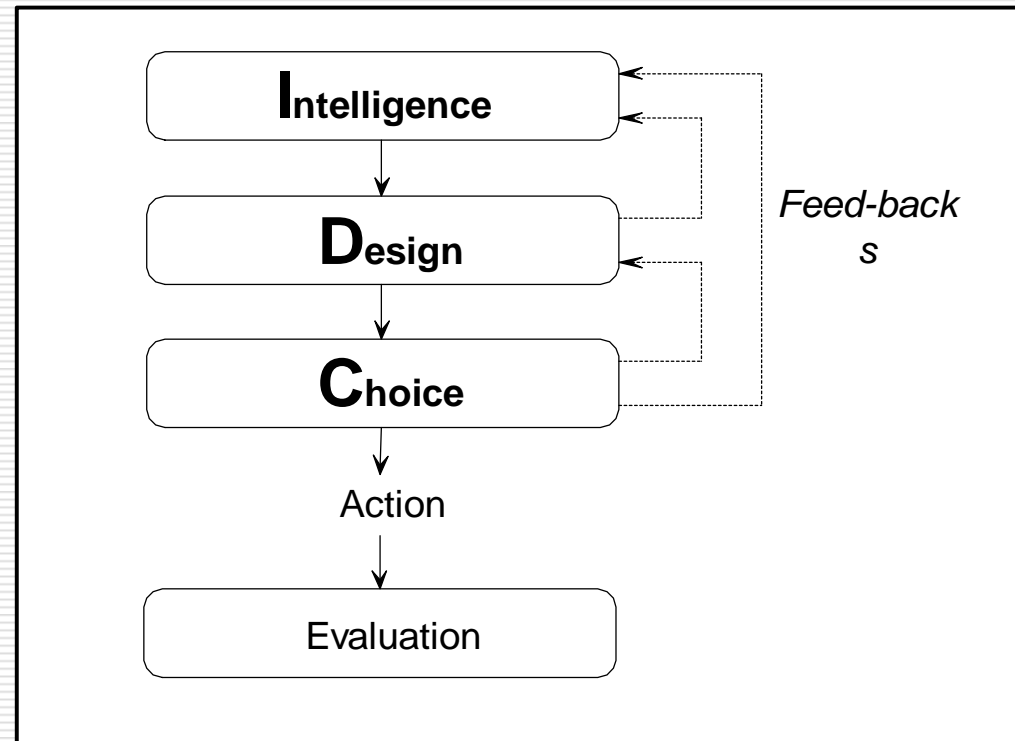 Intelligence
Design
Feed-back
s
Choice
Action
Evaluation